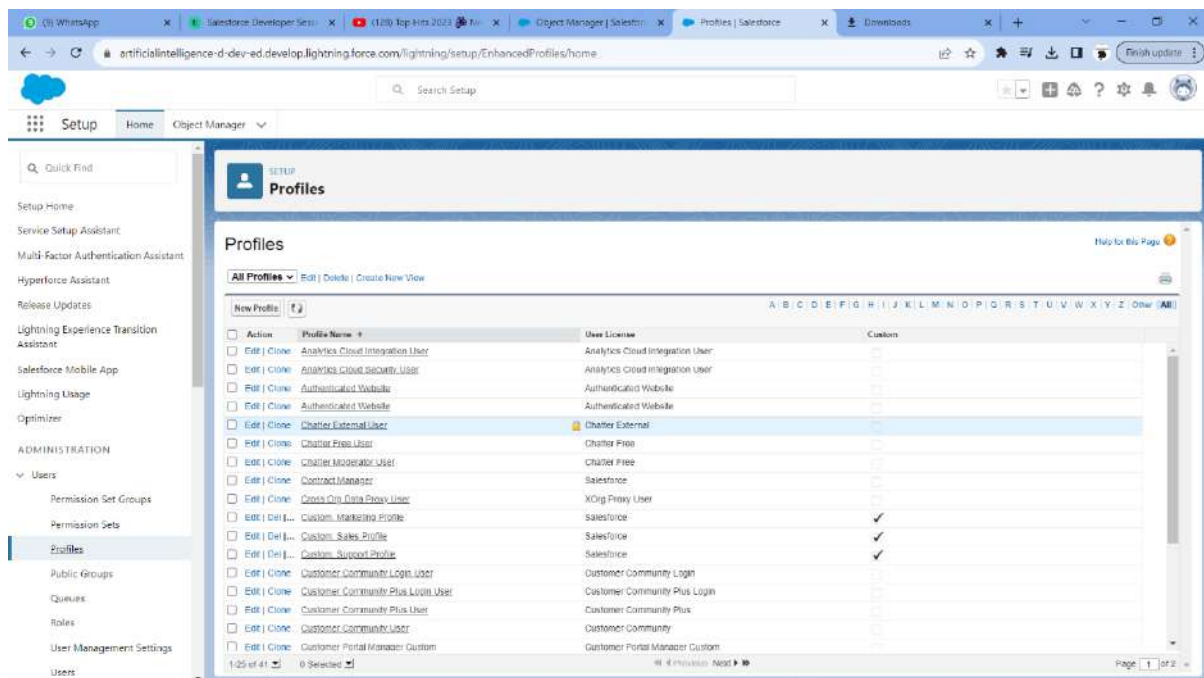 (9) WhatsApp
Salesforce Developer
(128) Top Hits 2023
Object Manager | Salesfor
Profiles | Salesforce
Downloads
artificialintelligence-d-dev-ed.develop.lightning.force.com/lightning/setup/EnhancedProfiles/home
Finish update
Search Setup
Setup
Home
Object Manager
Quick Find
Setup Home
Service Setup Assistant
Multi-Factor Authentication Assistant
Hyperforce Assistant
Release Updates
Lightning Experience Transition
Assistant
Salesforce Mobile App
Lightning Usage
Optimizer
ADMINISTRATION
Users
Permission Set Groups
Permission Sets
Profiles
Public Groups
Queues
Roles
User Management Settings
Users
SETUP
Profiles
Profiles
Help for this Page
All Profiles Edit | Delete | Create New View
New Profile A | B | C | D | E | F | G | H | I | J | K | L | M | N | O | P | Q | R | S | T | U | V | W | X | Y | Z | Other | All
Action Profile Name User License Custom
Edit | Clone Analytics Cloud Integration User Analytics Cloud Integration User
Edit | Clone Analytics Cloud Security User Analytics Cloud Integration User
Edit | Clone Authenticated Website Authenticated Website
Edit | Clone Authenticated Website Authenticated Website
Edit | Clone Chatter External User Chatter External
Edit | Clone Chatter Free User Chatter Free
Edit | Clone Chatter Moderator User Chatter Free
Edit | Clone Contract Manager Salesforce
Edit | Clone Cross Org Data Proxy User XOrg Proxy User
Edit | Del |... Custom: Marketing Profile Salesforce ✓
Edit | Del |... Custom: Sales Profile Salesforce ✓
Edit | Del |... Custom: Support Profile Salesforce ✓
Edit | Clone Customer Community Login User Customer Community Login
Edit | Clone Customer Community Plus Login User Customer Community Plus Login
Edit | Clone Customer Community Plus User Customer Community Plus
Edit | Clone Customer Community User Customer Community
Edit | Clone Customer Portal Manager Custom Customer Portal Manager Custom
1-25 of 41 0 Selected Previous Next Page 1 of 2